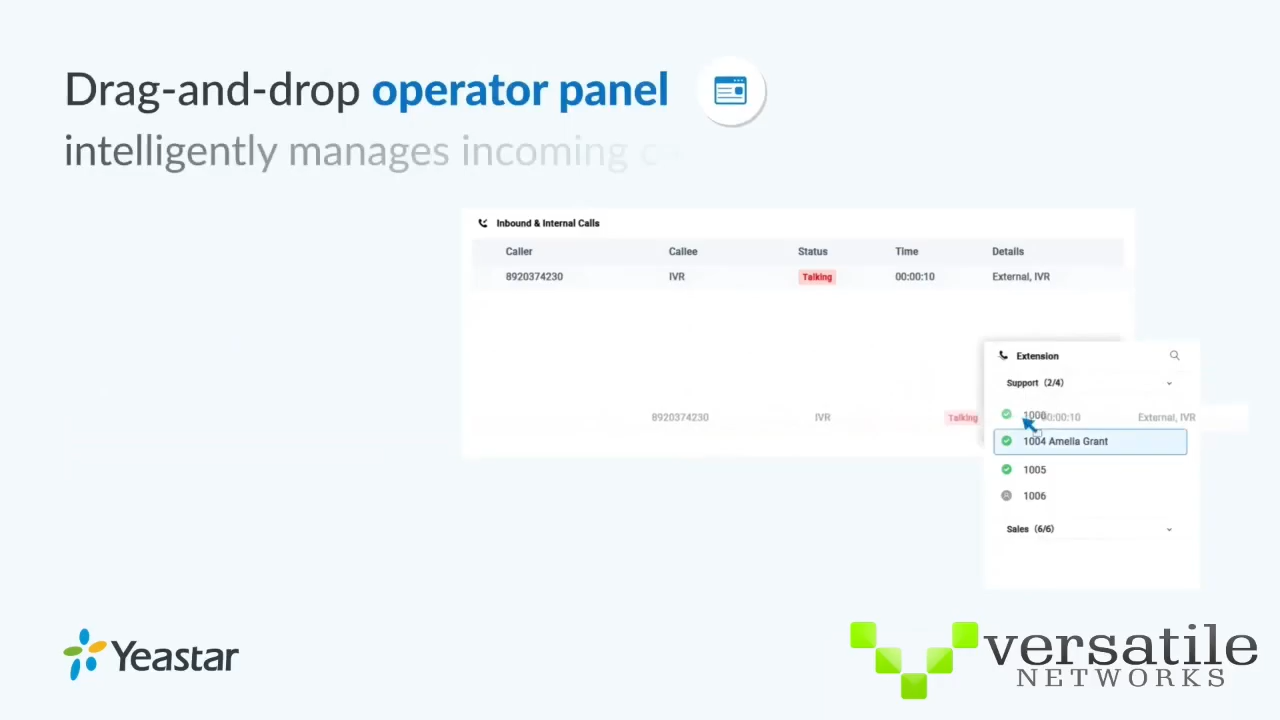 Drag-and-drop operator panel
intelligently manages incoming
Inbound & Internal Calls
Caller Callee Status Time Details
8920374230 IVR Talking 00:00:10 External, IVR
Extension
Support (2/4)
8920374230 IVR Talking 00:00:10 External, IVR
1000
1004 Amelia Grant
1005
1006
Sales (6/6)
Yeastar
versatile
NETWORKS